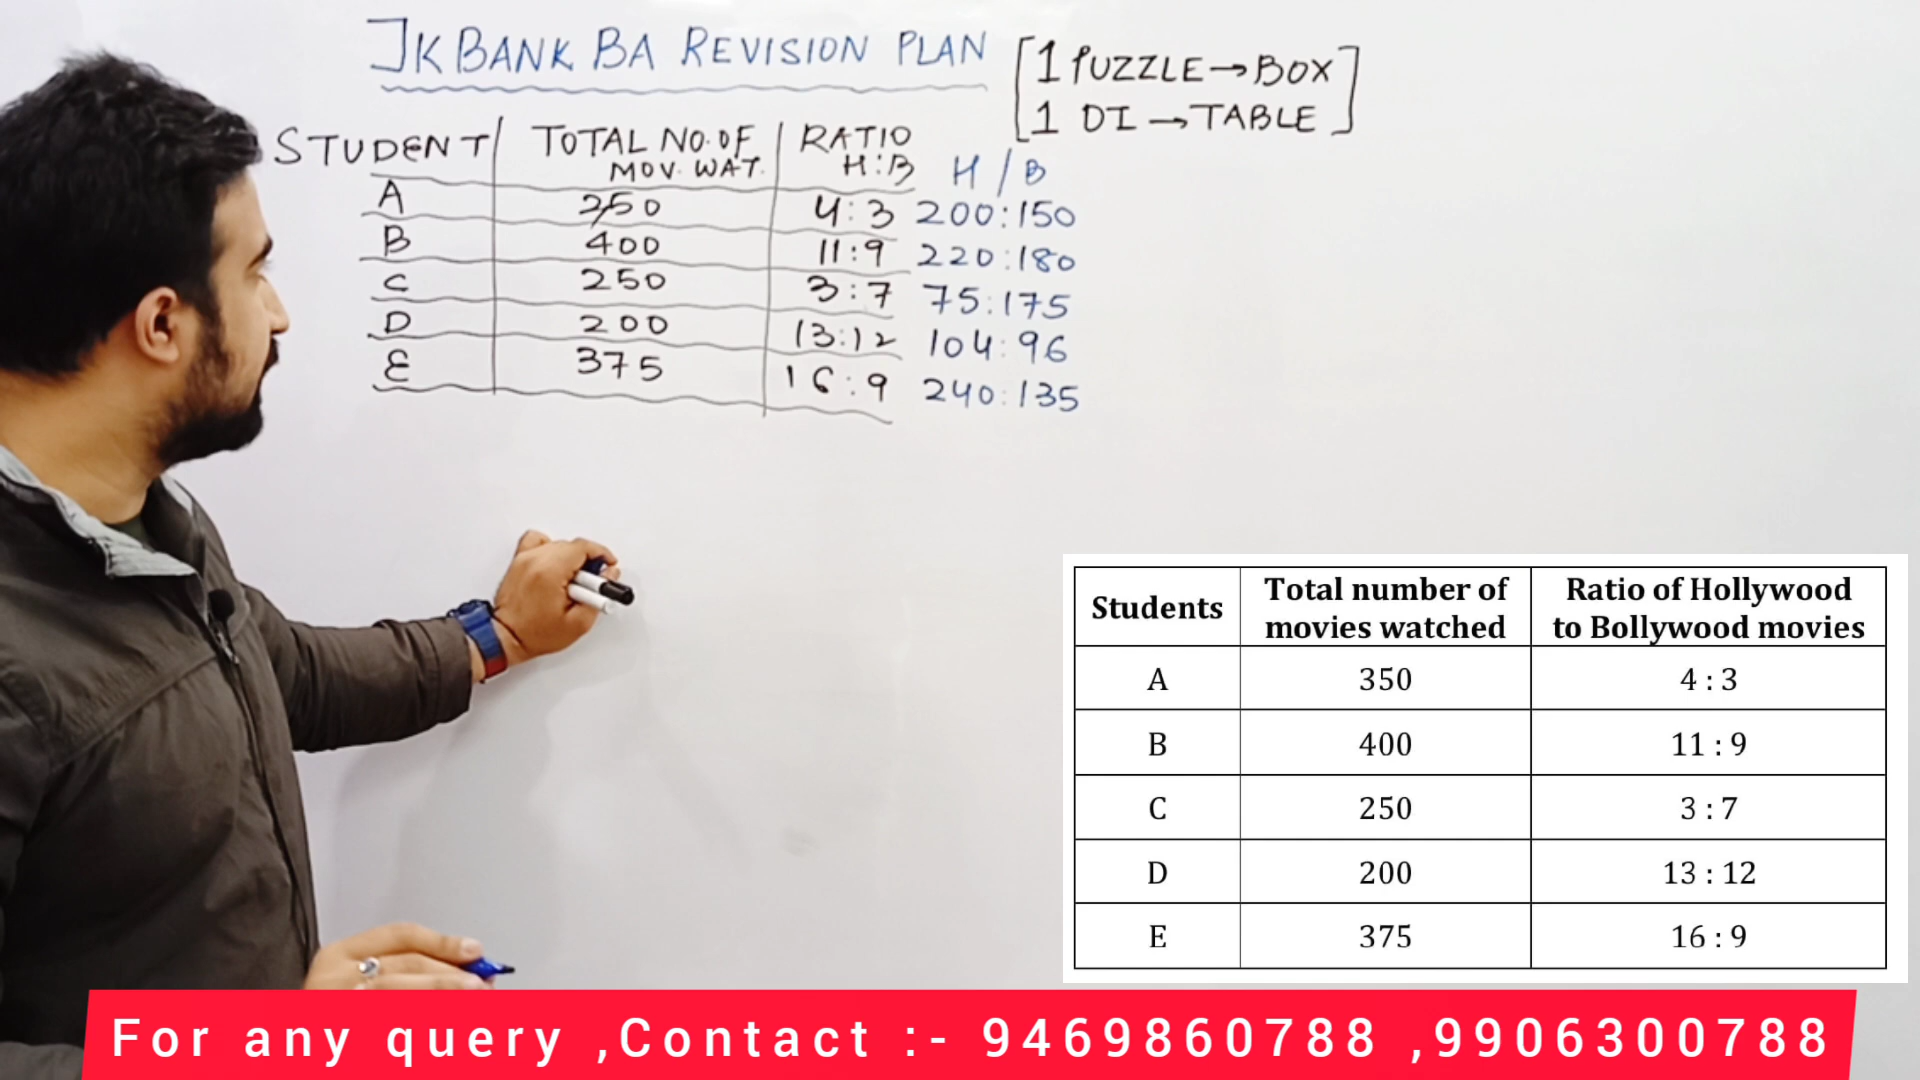 JK BANK BA REVISION PLAN
[1 PUZZLE→BOX
1 DI→TABLE]
STUDENT TOTAL NO. OF MOV. WAT. RATIO H:B H/B
A 250 4:3 200:150
B 400 11:9 220:180
C 250 3:7 75:175
D 200 13:12 104:96
E 375 16:9 240:135
Students Total number of movies watched Ratio of Hollywood to Bollywood movies
A 350 4 : 3
B 400 11 : 9
C 250 3 : 7
D 200 13 : 12
E 375 16 : 9
For any query ,Contact :- 9469860788 ,9906300788